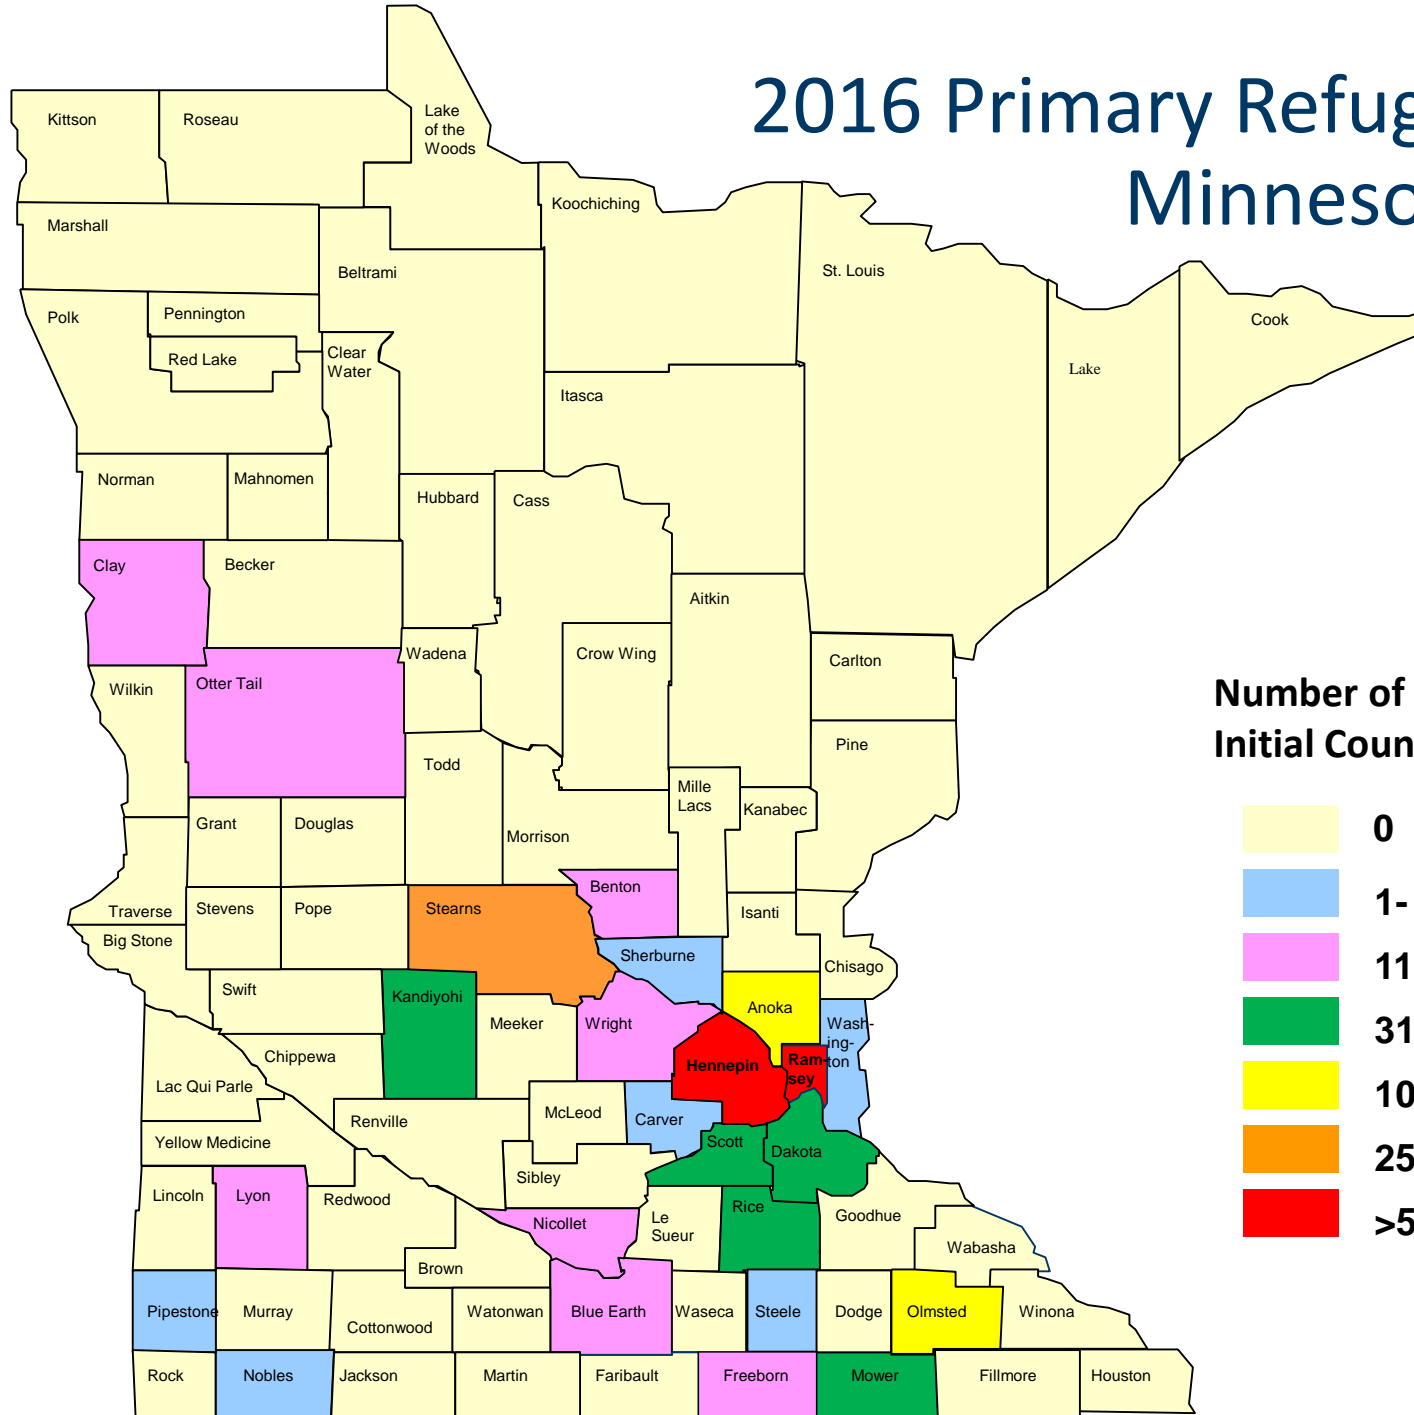 2016 Primary Refug
Minneso
Kittson
Roseau
Lake
of the
Woods
Koochiching
Marshall
St. Louis
Beltrami
Polk
Pennington
Cook
Red Lake
Clear
Water
Lake
Itasca
Norman
Mahnomen
Hubbard
Cass
Clay
Becker
Aitkin
Wadena
Crow Wing
Carlton
Wilkin
Otter Tail
Pine
Todd
Mille
Lacs
Kanabec
Grant
Douglas
Morrison
Benton
Traverse
Stevens
Pope
Stearns
Isanti
Big Stone
Sherburne
Chisago
Swift
Kandiyohi
Meeker
Wright
Anoka
Wash-
ing-
ton
Chippewa
Hennepin
Ram-
sey
Lac Qui Parle
Renville
McLeod
Carver
Yellow Medicine
Scott
Dakota
Sibley
Lincoln
Lyon
Redwood
Nicollet
Le
Sueur
Rice
Goodhue
Wabasha
Brown
Pipestone
Murray
Cottonwood
Watonwan
Blue Earth
Waseca
Steele
Dodge
Olmsted
Winona
Rock
Nobles
Jackson
Martin
Faribault
Freeborn
Mower
Fillmore
Houston
Number of
Initial Coun
0
1-
11
31
10
25
>5